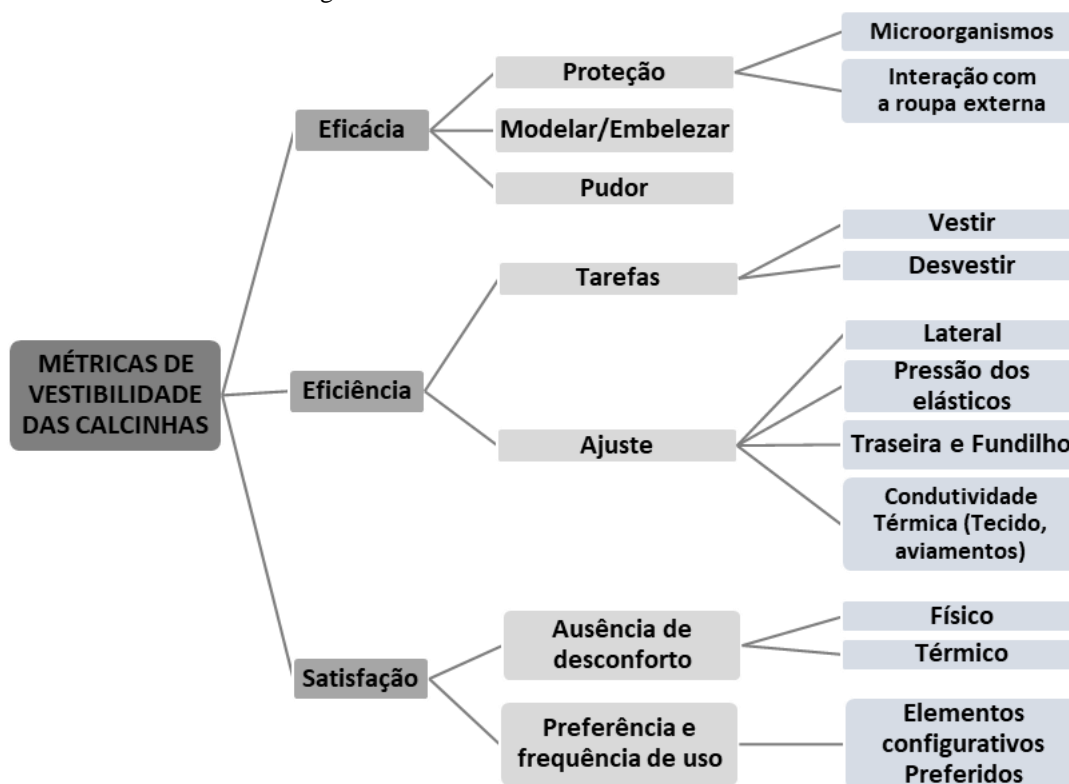 MÉTRICAS DE
VESTIBILIDADE
DAS CALCINHAS
Eficácia
Proteção
Microorganismos
Interação com
a roupa externa
Modelar/Embelezar
Pudor
Eficiência
Tarefas
Vestir
Desvestir
Ajuste
Lateral
Pressão dos
elásticos
Traseira e Fundilho
Condutividade
Térmica (Tecido,
aviamentos)
Satisfação
Ausência de
desconforto
Físico
Térmico
Preferência e
frequência de uso
Elementos
configurativos
Preferidos